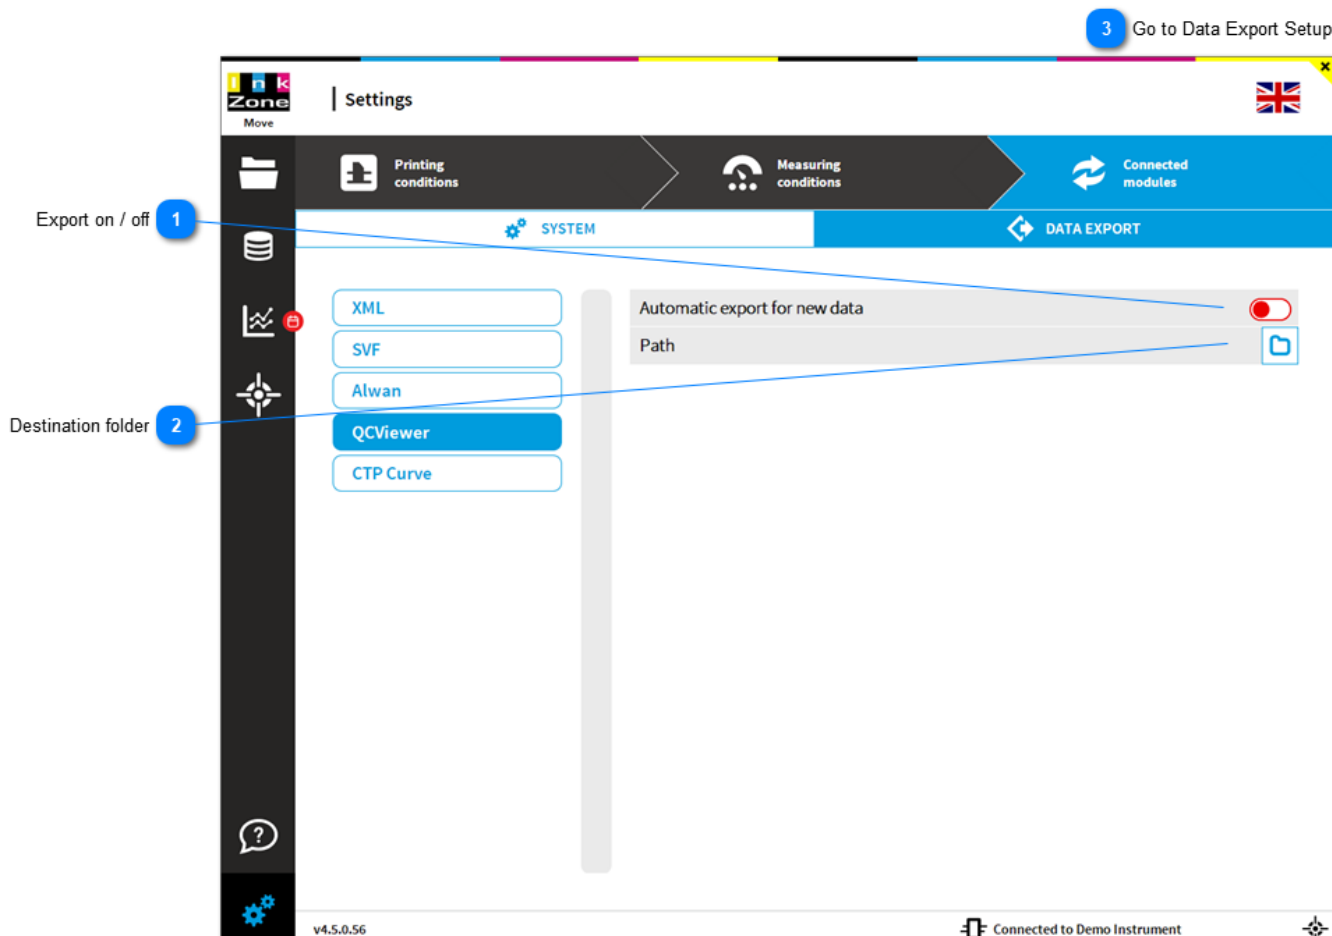 3 Go to Data Export Setup
Ink
Zone
Move
Settings
Printing
conditions
Measuring
conditions
Connected
modules
Export on / off 1
SYSTEM
DATA EXPORT
XML
Automatic export for new data
SVF
Path
Alwan
Destination folder 2
QCViewer
CTP Curve
?
v4.5.0.56
Connected to Demo Instrument